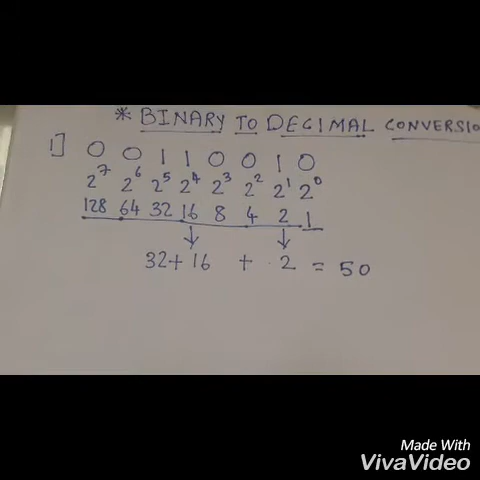 * BINARY TO DECIMAL CONVERSIO
1] 0 0 1 1 0 0 1 0
2⁷ 2⁶ 2⁵ 2⁴ 2³ 2² 2¹ 2⁰
128 64 32 16 8 4 2 1
↓ ↓
32+16 + 2 = 50
Made With
VivaVideo